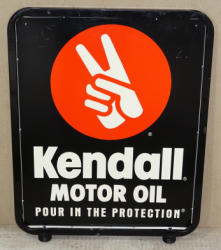 ®
Kendall®
MOTOR OIL
POUR IN THE PROTECTION®